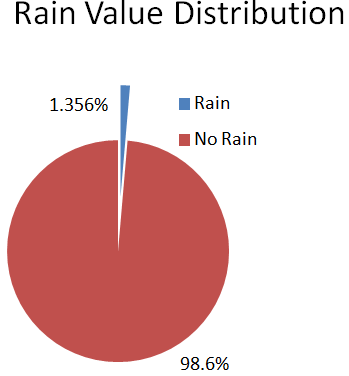 Rain Value Distribution
1.356%
Rain
No Rain
98.6%